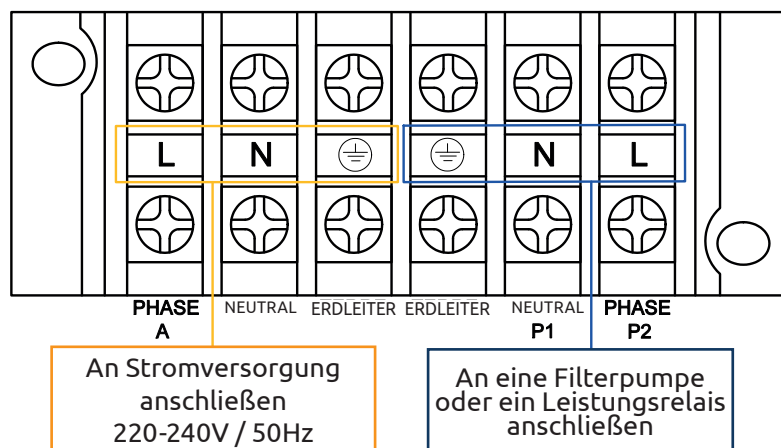 L N N L
PHASE NEUTRAL ERDLEITER ERDLEITER NEUTRAL PHASE
A P1 P2
An Stromversorgung
anschließen
220-240V / 50Hz
An eine Filterpumpe
oder ein Leistungsrelais
anschließen